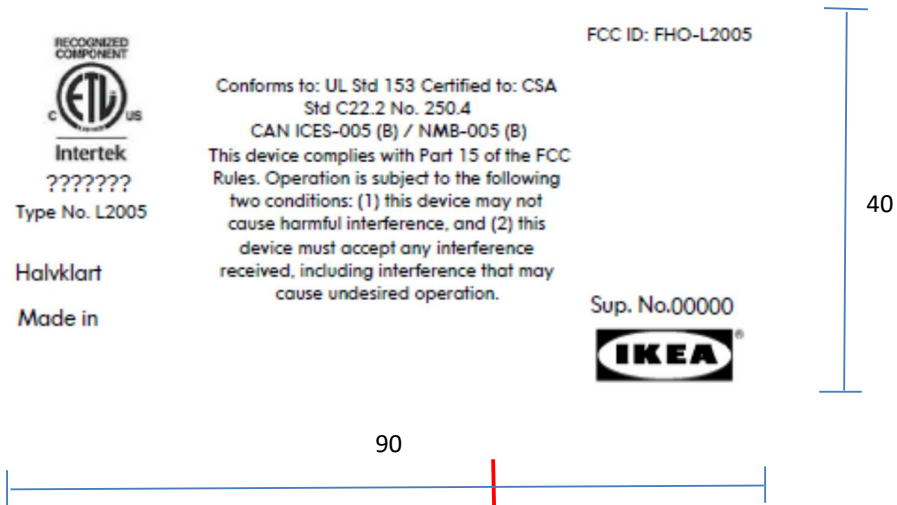 FCC ID: FHO-L2005
RECOGNIZED
COMPONENT
ETL
C US
Intertek
???????
Type No. L2005
Halvklart
Made in
Conforms to: UL Std 153 Certified to: CSA
Std C22.2 No. 250.4
CAN ICES-005 (B) / NMB-005 (B)
This device complies with Part 15 of the FCC
Rules. Operation is subject to the following
two conditions: (1) this device may not
cause harmful interference, and (2) this
device must accept any interference
received, including interference that may
cause undesired operation.
Sup. No.00000
IKEA®
40
90